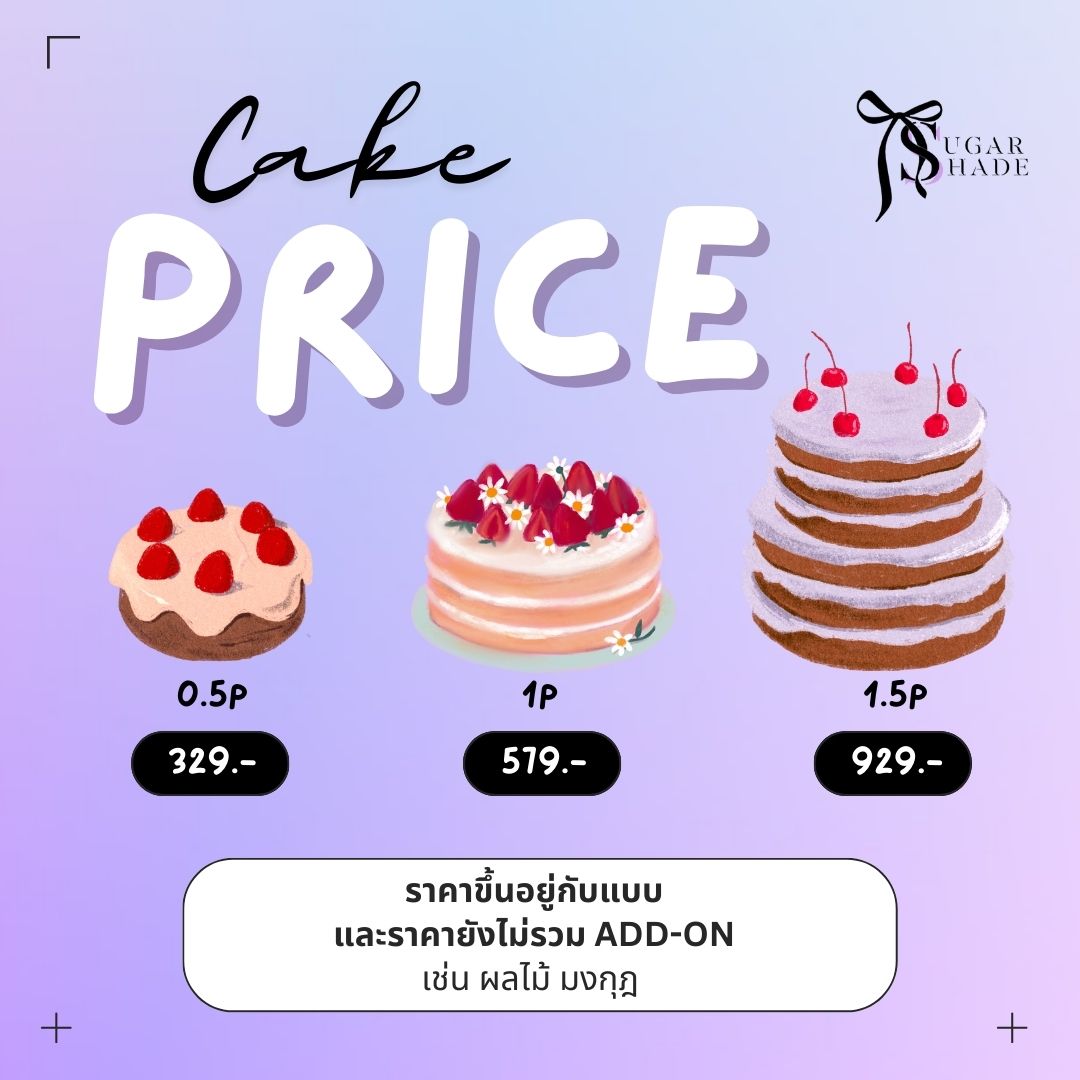 Cake
PRICE
SUGAR
SHADE
0.5P
1P
1.5P
329.-
579.-
929.-
ราคาขึ้นอยู่กับแบบ
และราคายังไม่รวม ADD-ON
เช่น ผลไม้ มงกุฎ